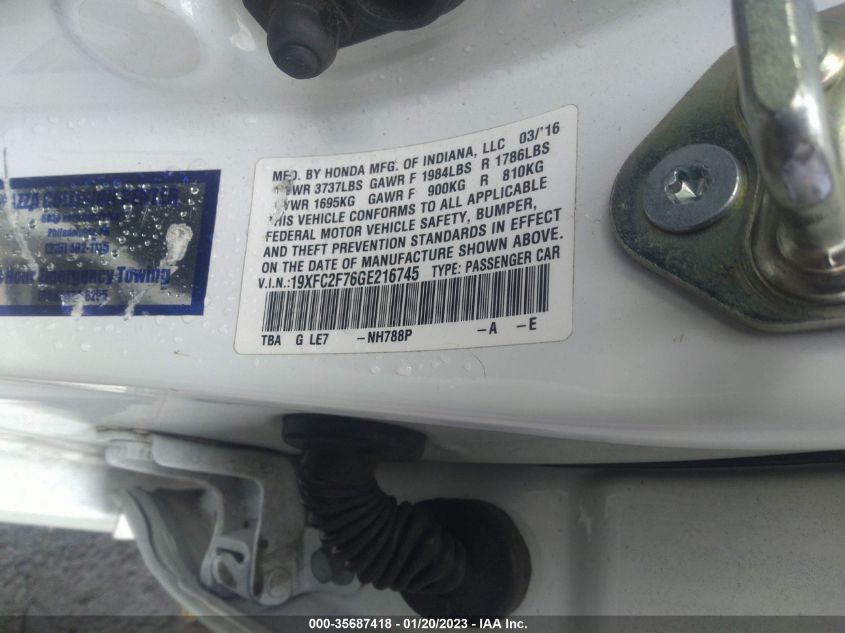 MFD. BY HONDA MFG. OF INDIANA, LLC 03/'16
GVWR 3737LBS GAWR F 1984LBS R 1786LBS
GVWR 1695KG GAWR F 900KG R 810KG
THIS VEHICLE CONFORMS TO ALL APPLICABLE
FEDERAL MOTOR VEHICLE SAFETY, BUMPER,
AND THEFT PREVENTION STANDARDS IN EFFECT
ON THE DATE OF MANUFACTURE SHOWN ABOVE.
V.I.N.:19XFC2F76GE216745 TYPE: PASSENGER CAR
TBA G LE7 -NH788P -A -E
Philadelphia
Hour Emergency Towing
000-35687418 - 01/20/2023 - IAA Inc.